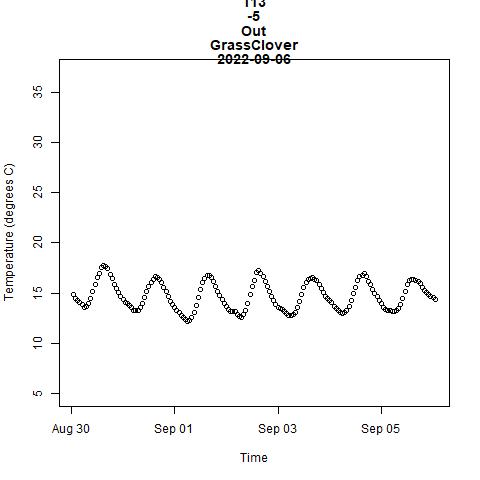 113
-5
Out
GrassClover
2022-09-06
Temperature (degrees C)
35
30
25
20
15
10
5
Aug 30
Sep 01
Sep 03
Sep 05
Time